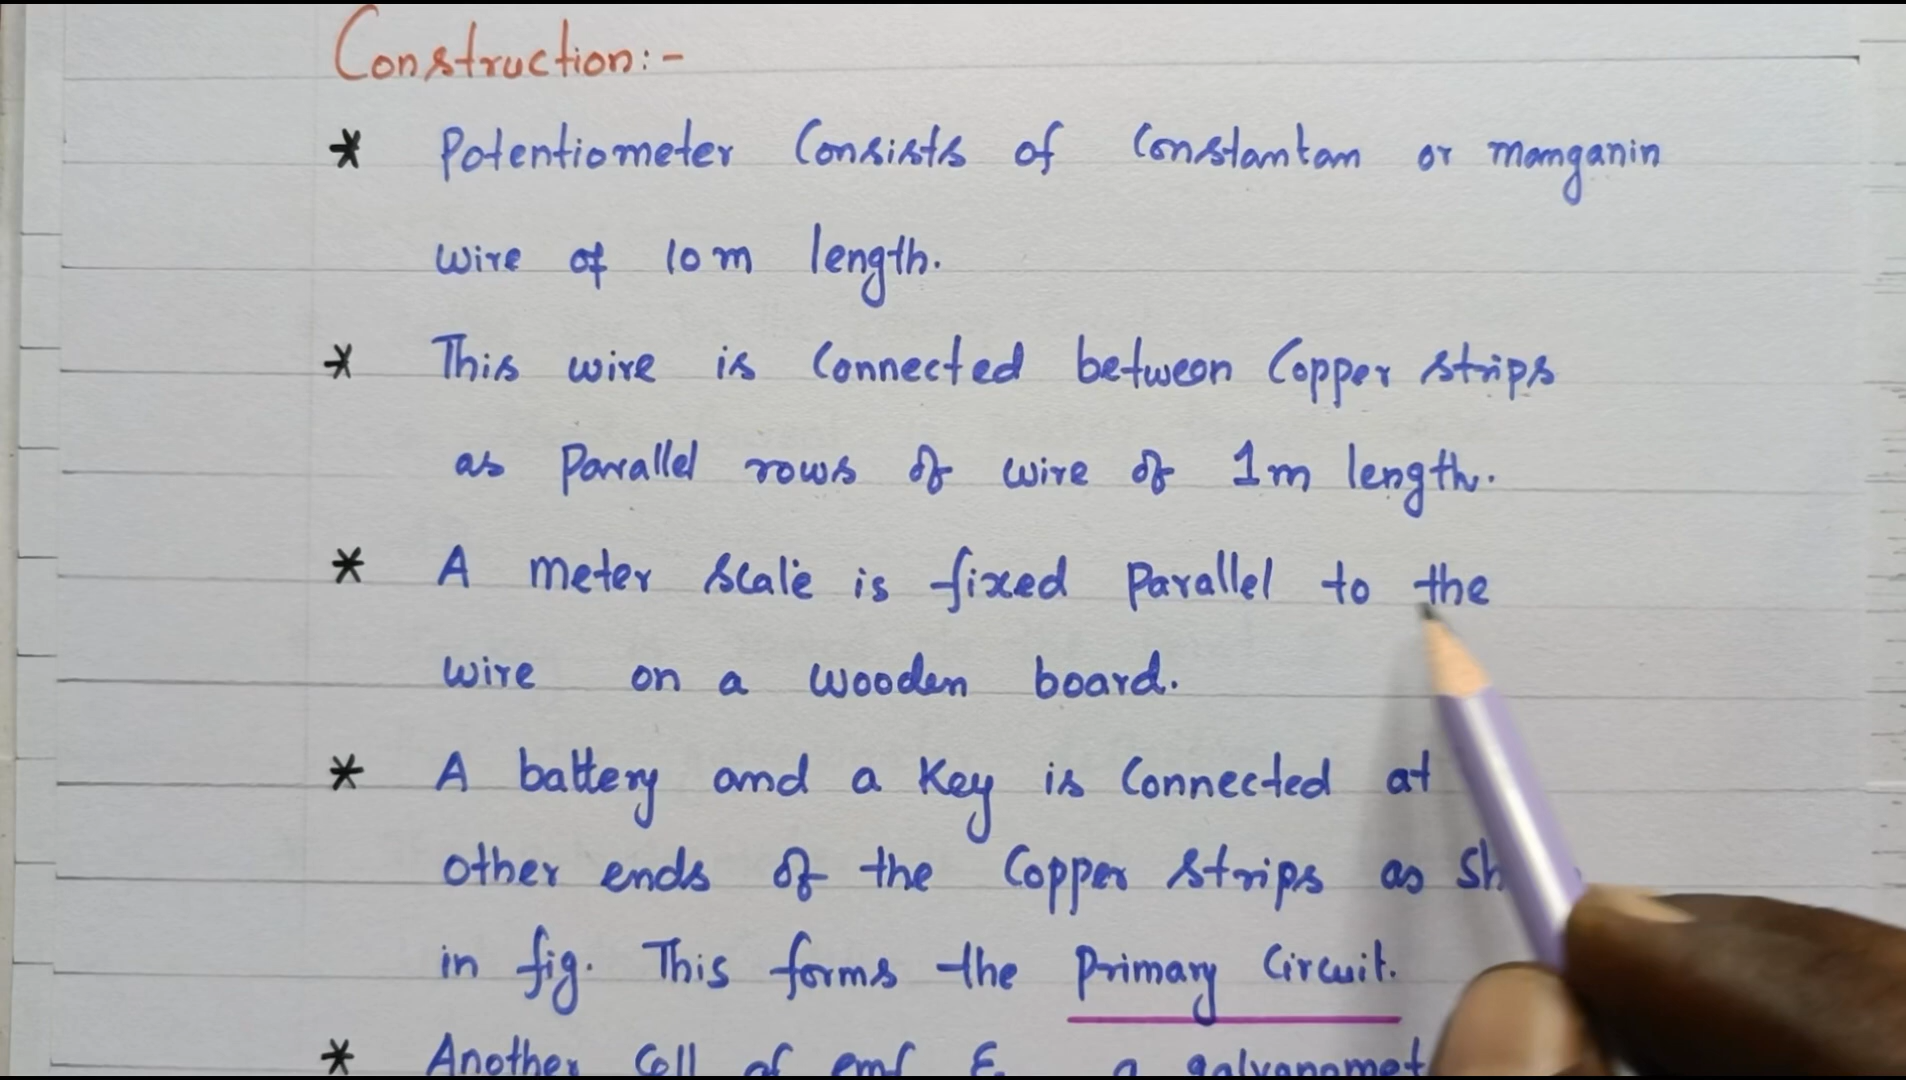 Construction:-
* Potentiometer Consists of Constantan or manganin
wire of 10m length.
* This wire is Connected between Copper strips
as Parallel rows of wire of 1m length.
* A meter scale is fixed Parallel to the
wire on a wooden board.
* A battery and a Key is Connected at
other ends of the Copper strips as
in fig. This forms the Primary Circuit.
* Another Cell of emf